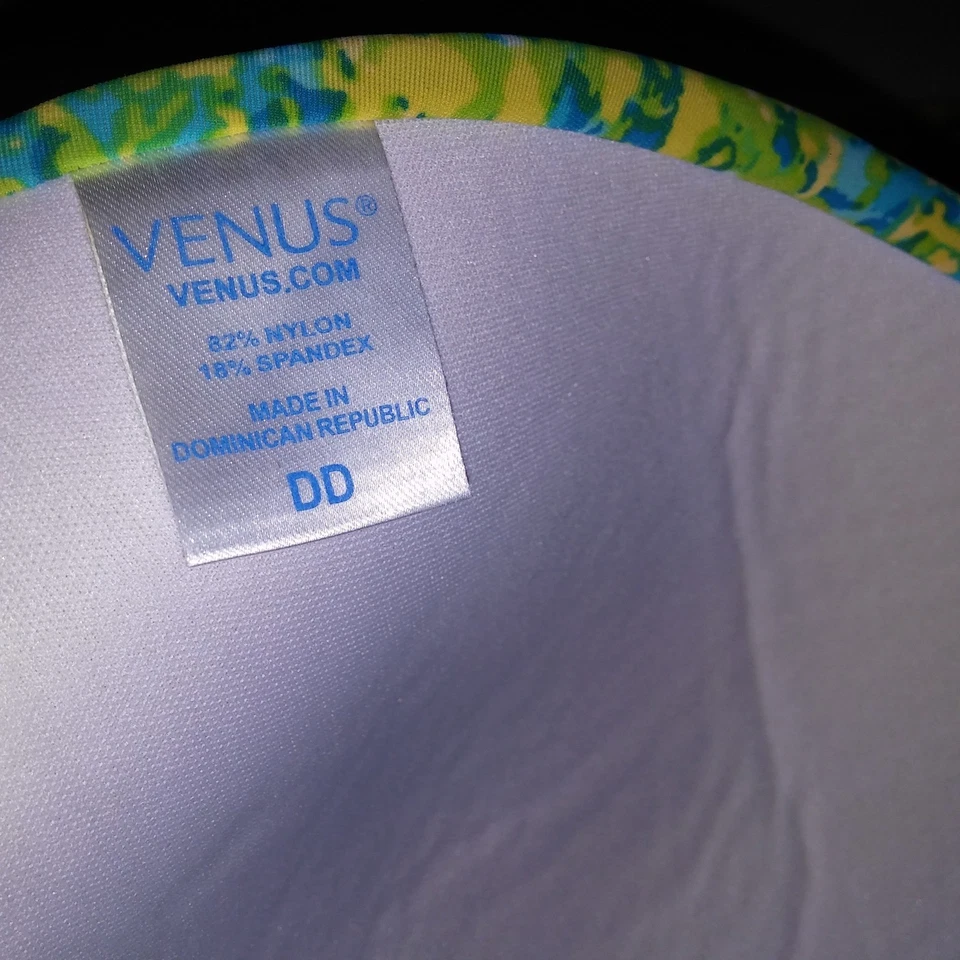 VENUS®
VENUS.COM
82% NYLON
18% SPANDEX
MADE IN
DOMINICAN REPUBLIC
DD